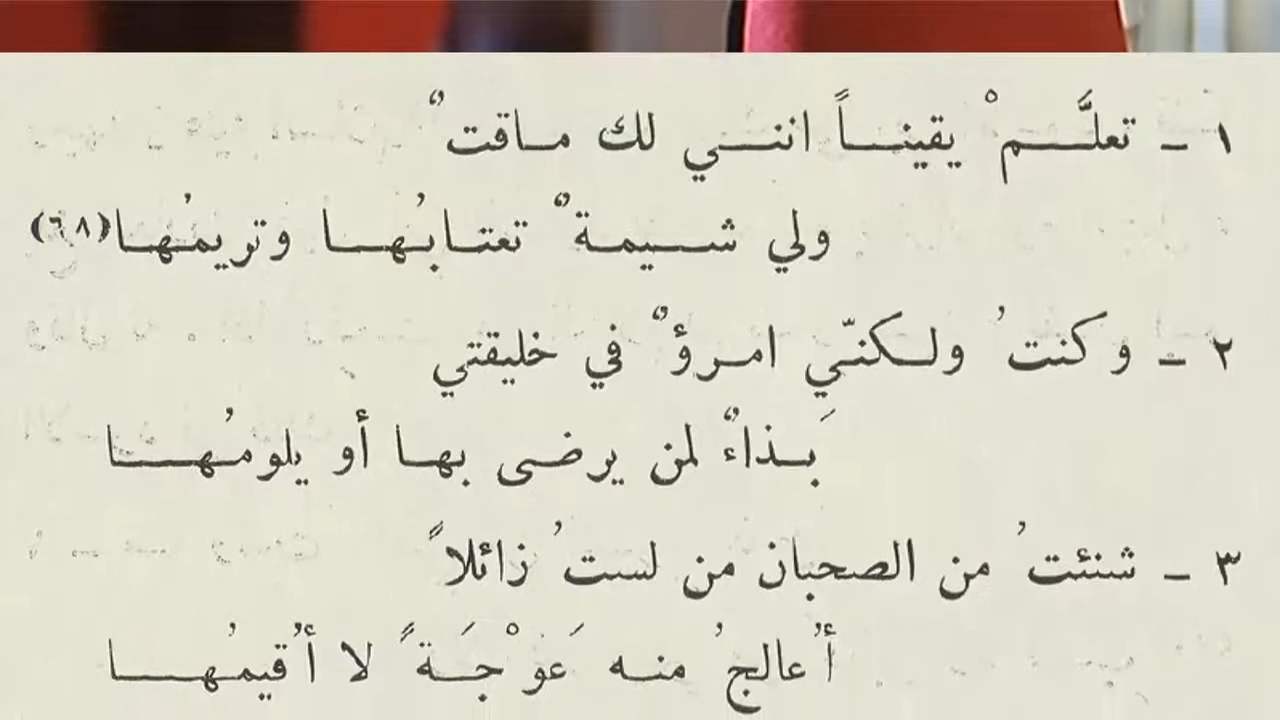 ١ ـ تعلَّمْ يقيناً انني لك ماقتٌ
ولي شيمةٌ تعتابُها وتريمُها (٦٨)
٢ ـ وكنتُ ولكنّي امرؤٌ في خليقتي
بَذاءٌ لمن يرضى بها أو يلومُها
٣ ـ شنئتُ من الصحبان من لستُ زائلاً
أُعالجُ منه عَوْجَةً لا أُقيمُها